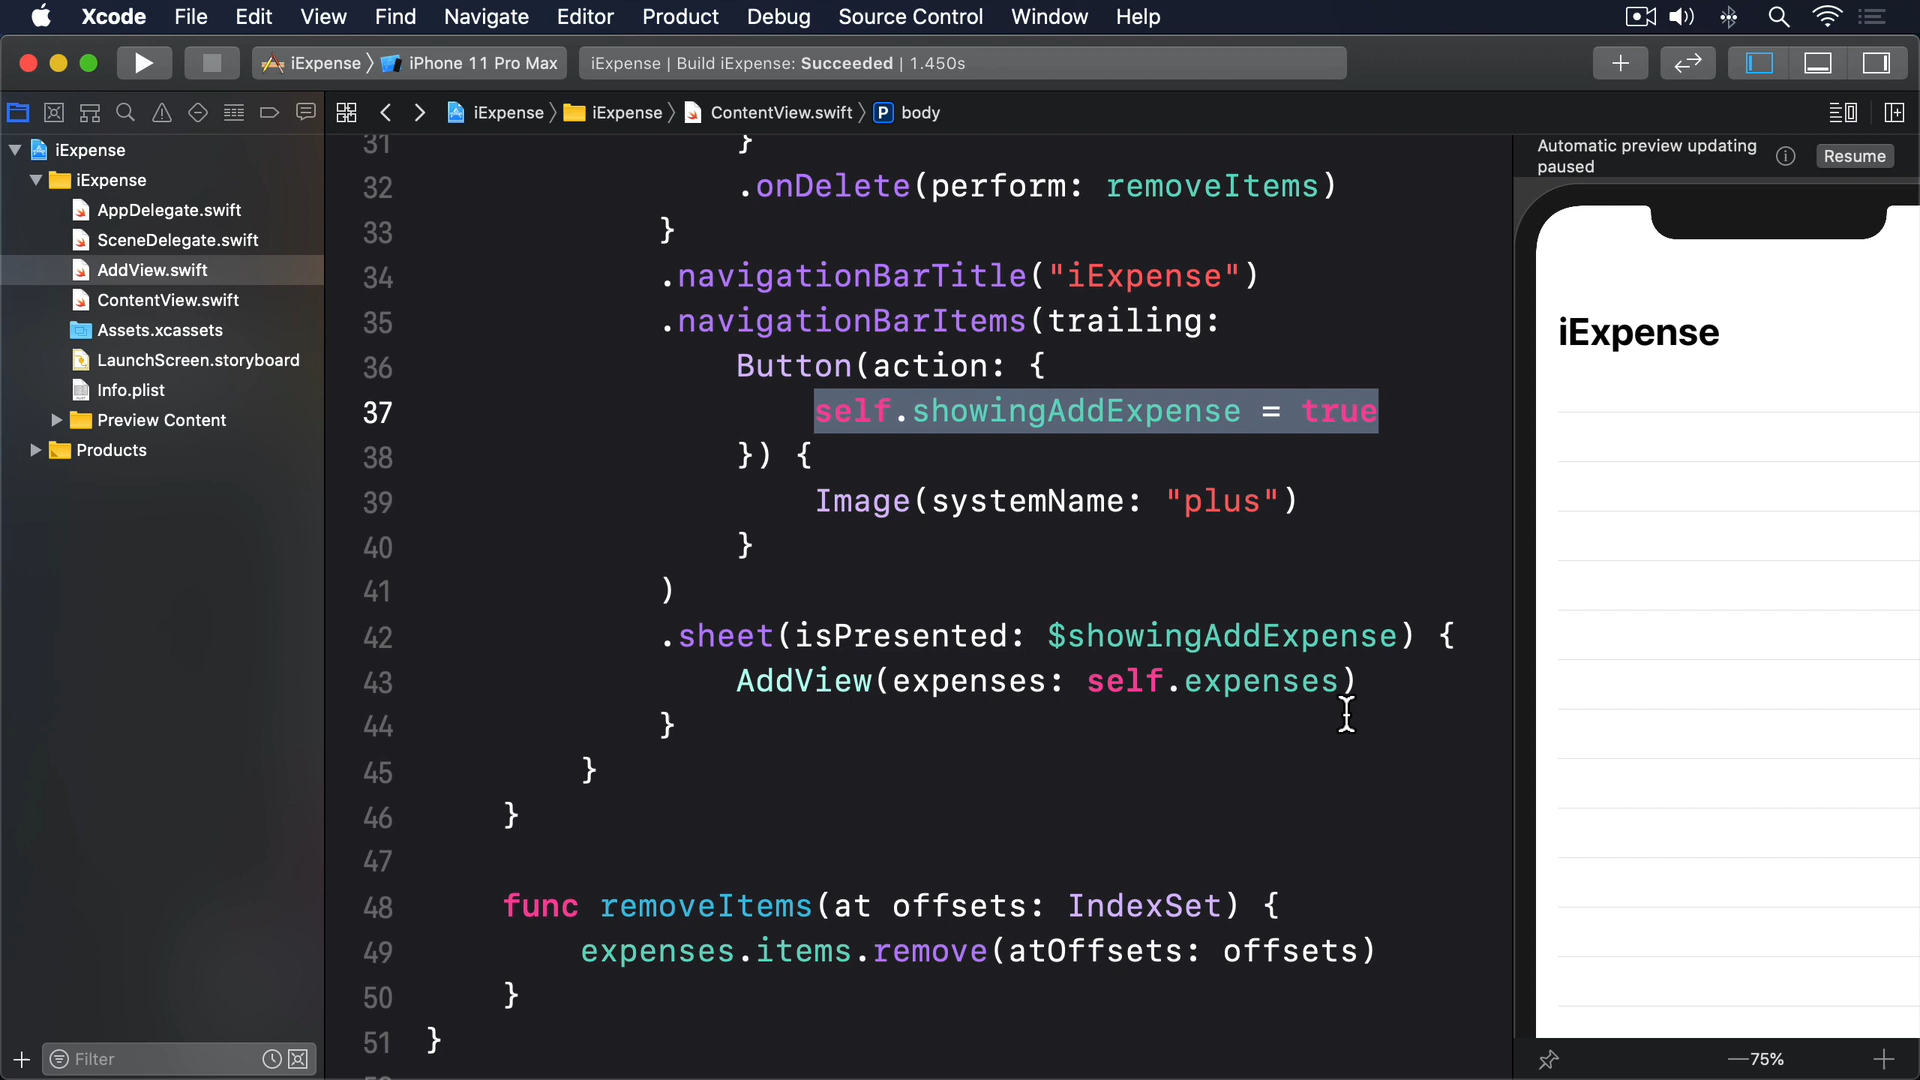 Xcode File Edit View Find Navigate Editor Product Debug Source Control Window Help
iExpense iPhone 11 Pro Max iExpense | Build iExpense: Succeeded | 1.450s
iExpense iExpense ContentView.swift P body
iExpense
iExpense
AppDelegate.swift
SceneDelegate.swift
AddView.swift
ContentView.swift
Assets.xcassets
LaunchScreen.storyboard
Info.plist
Preview Content
Products
Filter
31 }
32 .onDelete(perform: removeItems)
33 }
34 .navigationBarTitle("iExpense")
35 .navigationBarItems(trailing:
36 Button(action: {
37 self.showingAddExpense = true
38 }) {
39 Image(systemName: "plus")
40 }
41 )
42 .sheet(isPresented: $showingAddExpense) {
43 AddView(expenses: self.expenses)
44 }
45 }
46 }
47
48 func removeItems(at offsets: IndexSet) {
49 expenses.items.remove(atOffsets: offsets)
50 }
51 }
Automatic preview updating
paused
Resume
iExpense
75%